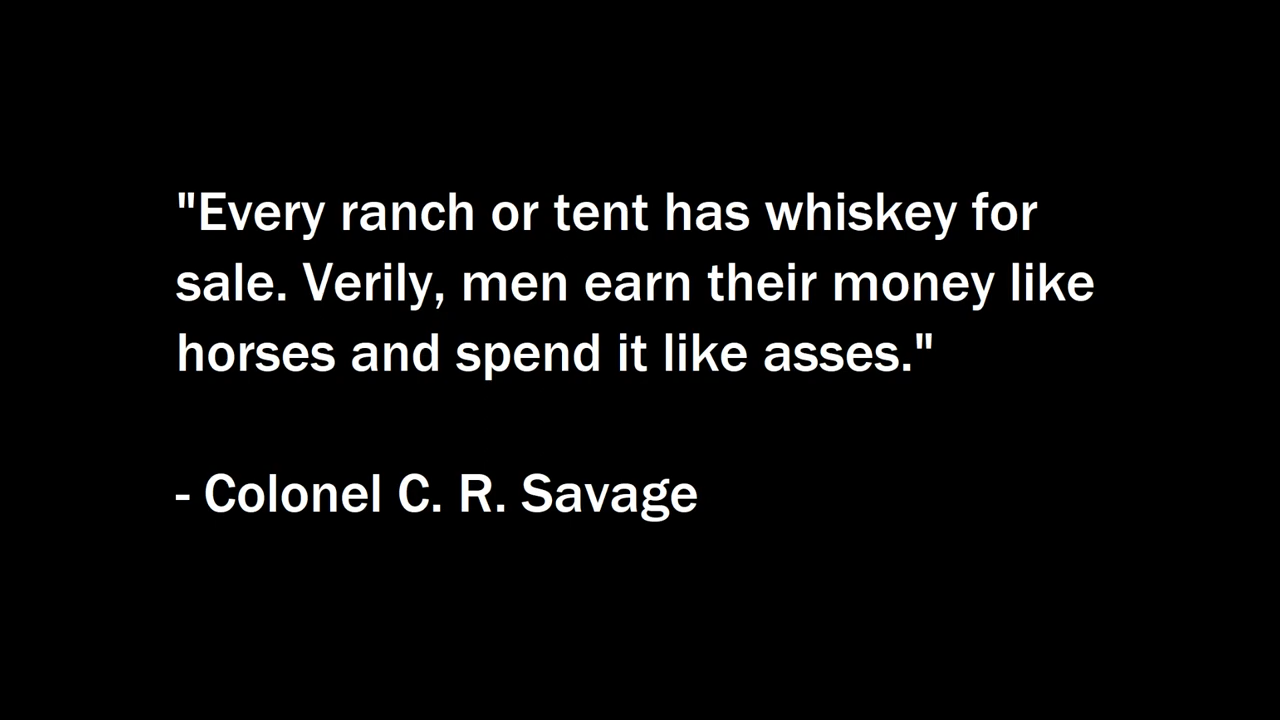 "Every ranch or tent has whiskey for
sale. Verily, men earn their money like
horses and spend it like asses."
- Colonel C. R. Savage